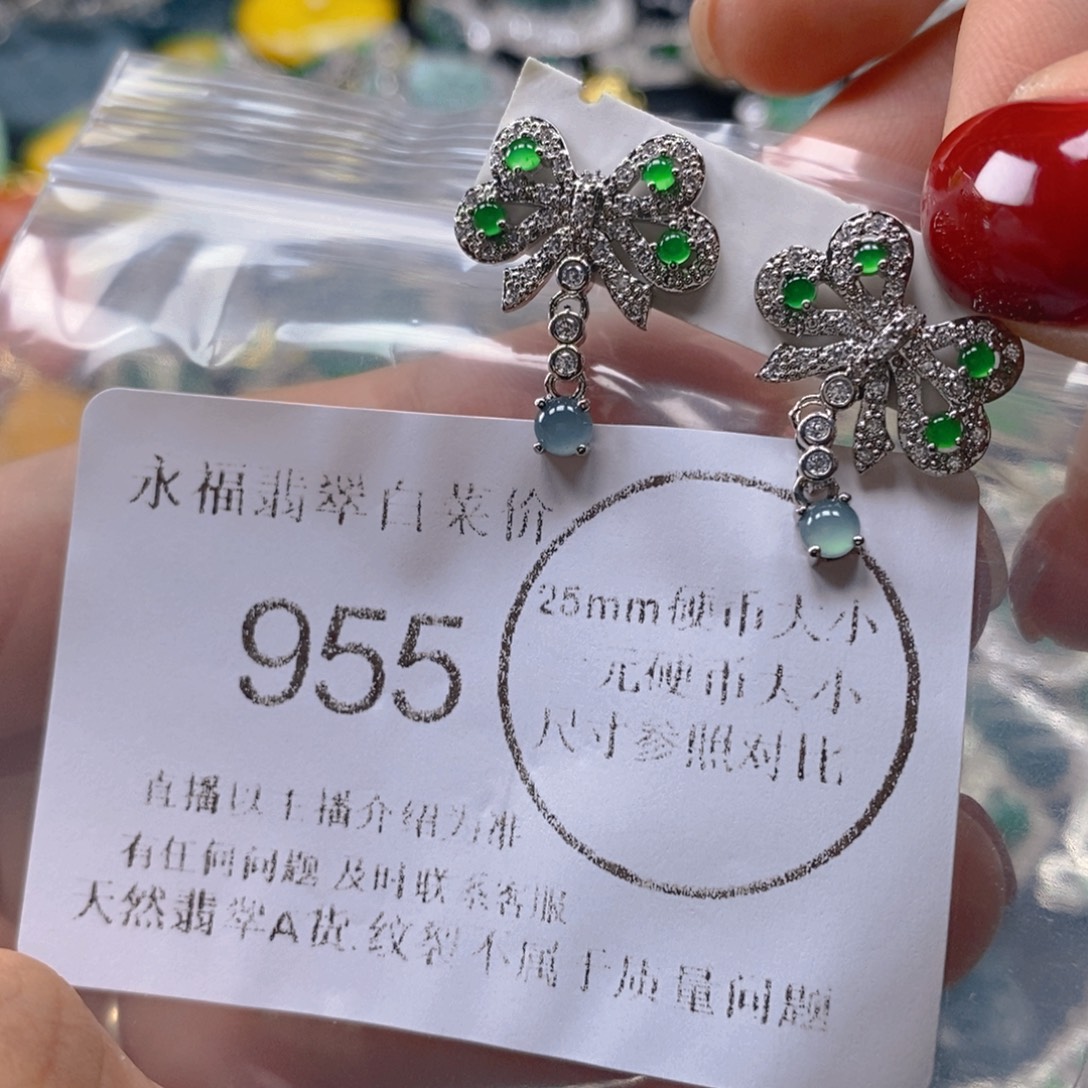 永福翡翠白菜价
955
25mm硬币大小
元硬币大小
尺寸参照对比
直播以主播介绍为准
有任何问题 及时联系客服
天然翡翠A货.纹裂不属于质量问题